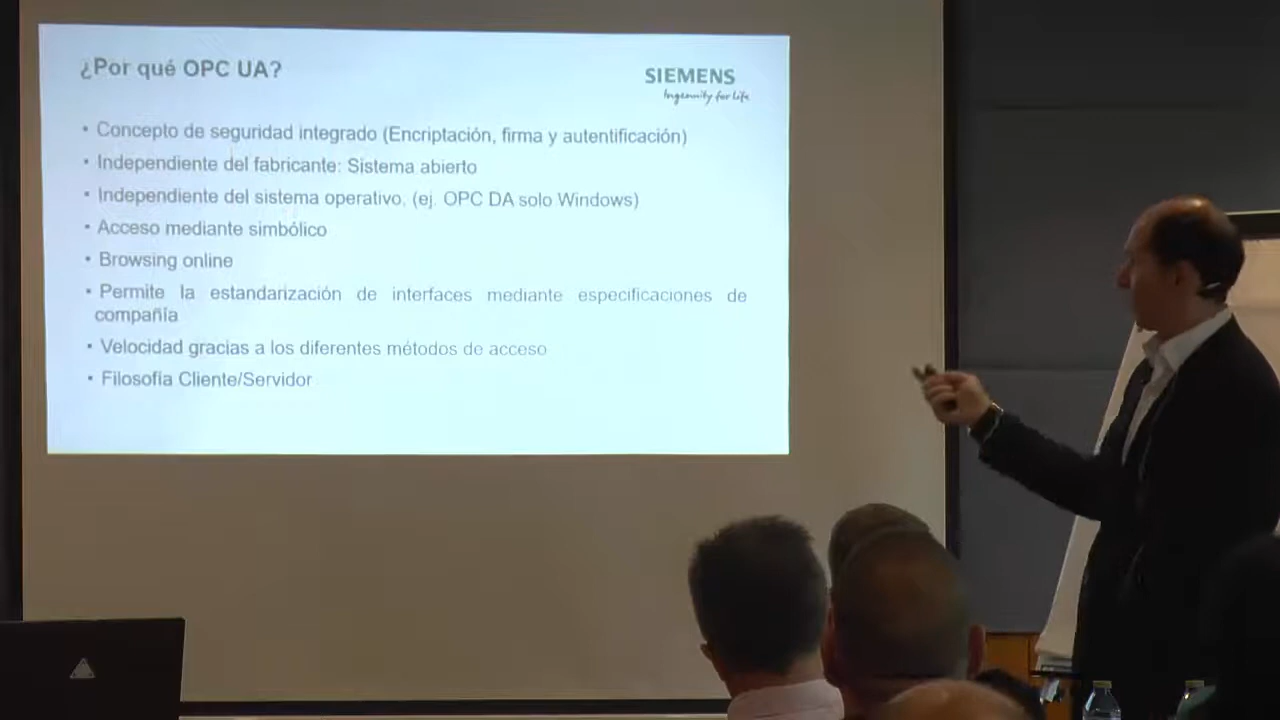 ¿Por qué OPC UA?
SIEMENS
Ingenuity for life
• Concepto de seguridad integrado (Encriptación, firma y autentificación)
• Independiente del fabricante: Sistema abierto
• Independiente del sistema operativo. (ej. OPC DA solo Windows)
• Acceso mediante simbólico
• Browsing online
• Permite la estandarización de interfaces mediante especificaciones de
compañía
• Velocidad gracias a los diferentes métodos de acceso
• Filosofía Cliente/Servidor